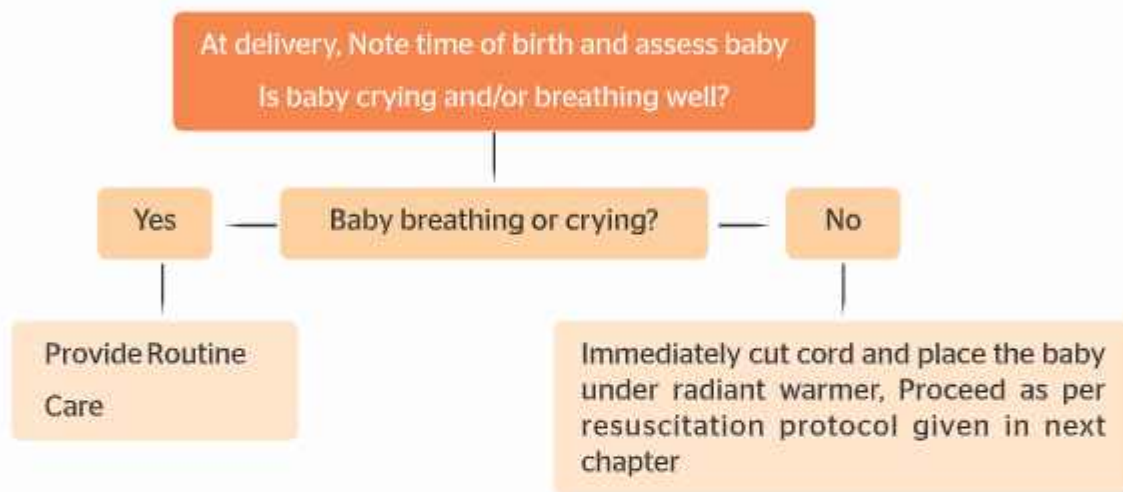 At delivery, Note time of birth and assess baby
Is baby crying and/or breathing well?
Yes
Baby breathing or crying?
No
Provide Routine
Care
Immediately cut cord and place the baby
under radiant warmer, Proceed as per
resuscitation protocol given in next
chapter